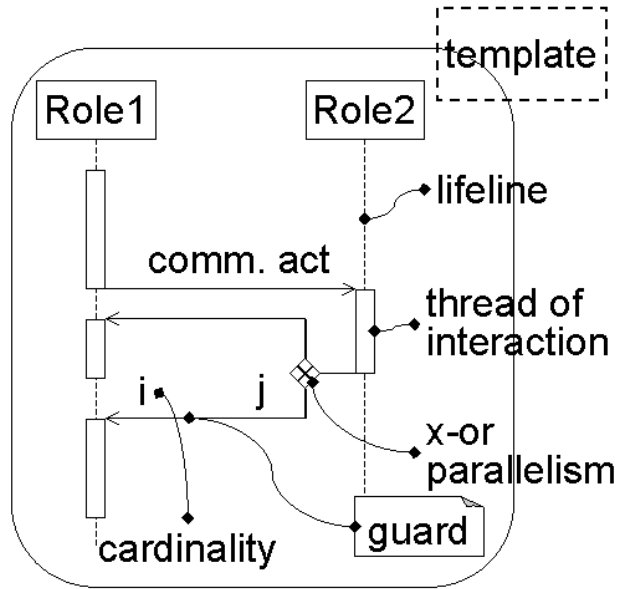 template
Role1
Role2
lifeline
comm. act
thread of
interaction
i
j
x-or
parallelism
guard
cardinality